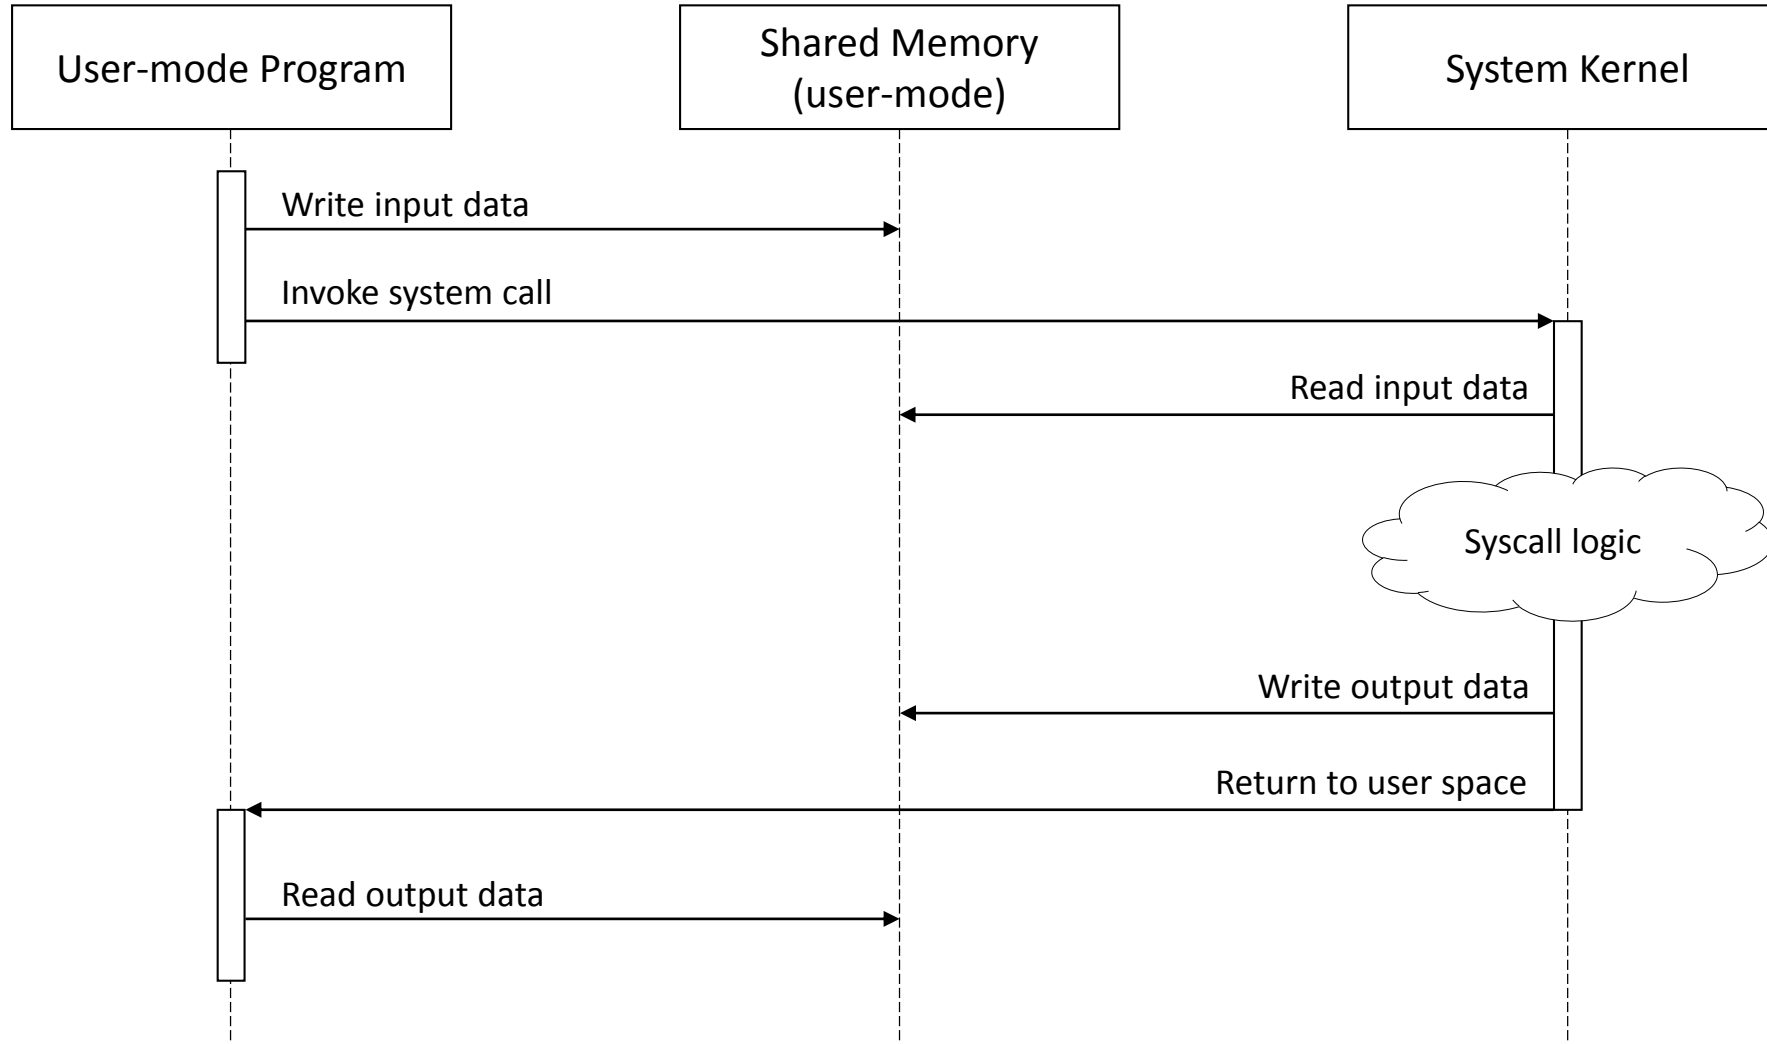 User-mode Program
Shared Memory
(user-mode)
System Kernel
Write input data
Invoke system call
Read input data
Syscall logic
Write output data
Return to user space
Read output data